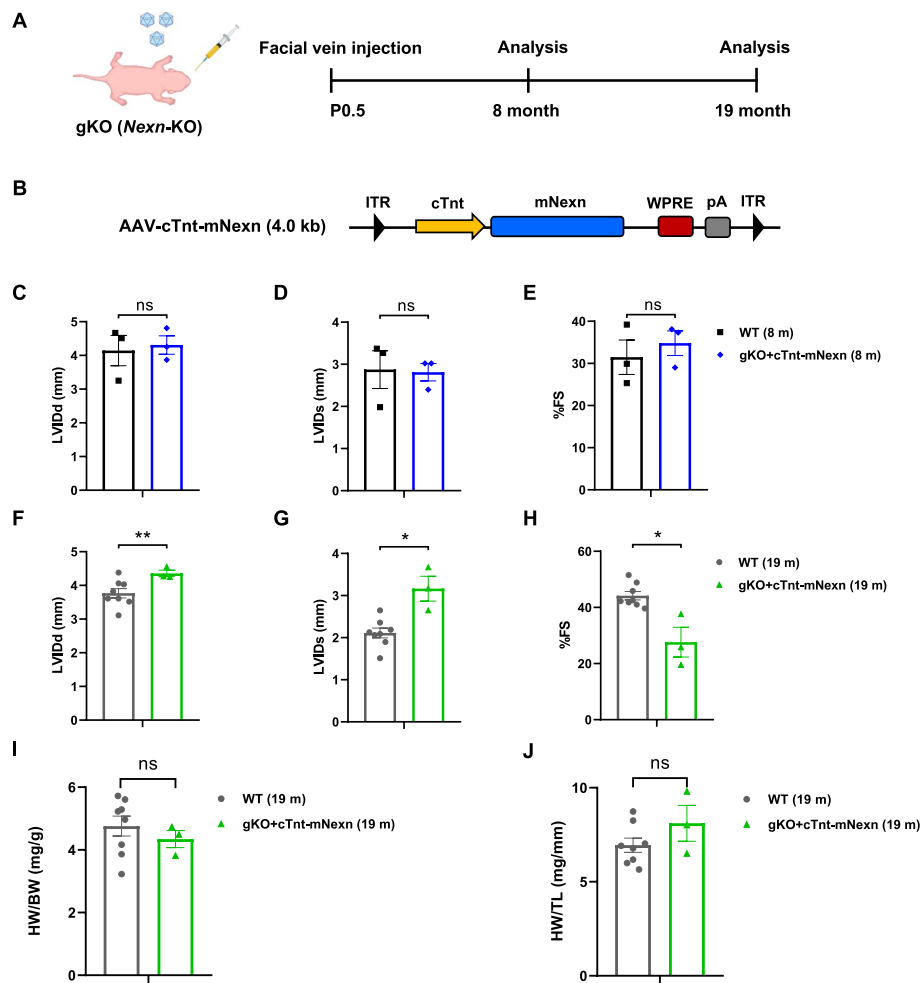 A
Facial vein injection
Analysis
Analysis
P0.5
8 month
19 month
gKO (Nexn-KO)
B
AAV-cTnt-mNexn (4.0 kb)
ITR
cTnt
mNexn
WPRE
pA
ITR
C
ns
LVIDd (mm)
5
4
3
2
1
0
D
ns
LVIDs (mm)
4
3
2
1
0
E
ns
%FS
40
30
20
10
0
WT (8 m)
gKO+cTnt-mNexn (8 m)
F
**
LVIDd (mm)
5
4
3
2
1
0
G
*
LVIDs (mm)
4
3
2
1
0
H
*
%FS
60
40
20
0
WT (19 m)
gKO+cTnt-mNexn (19 m)
I
ns
HW/BW (mg/g)
6
4
2
0
WT (19 m)
gKO+cTnt-mNexn (19 m)
J
ns
HW/TL (mg/mm)
10
5
0
WT (19 m)
gKO+cTnt-mNexn (19 m)